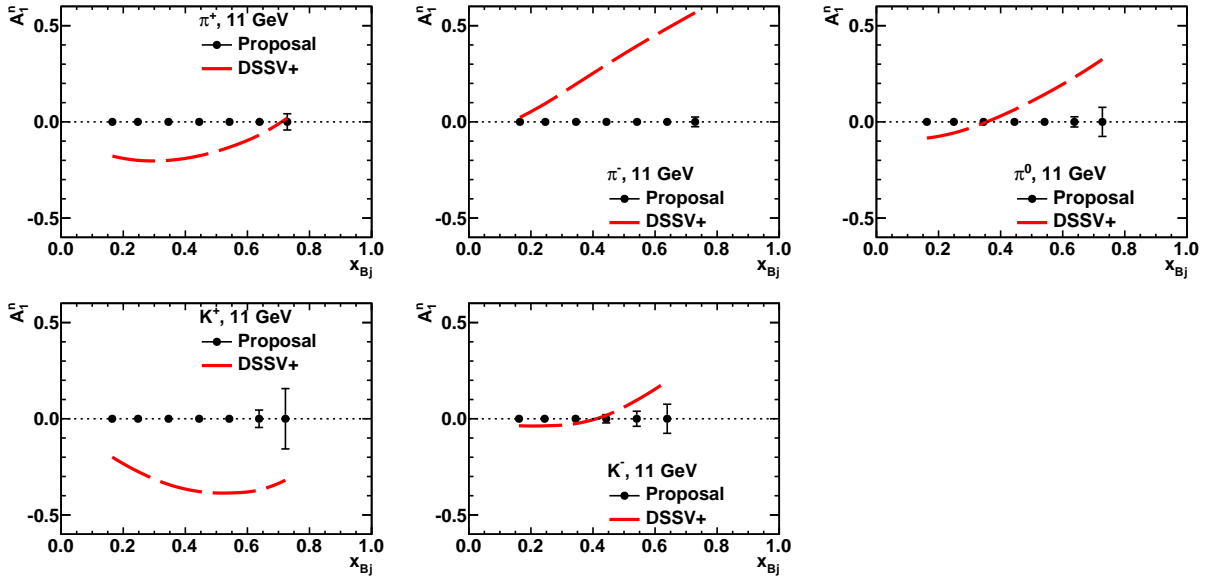 A₁ⁿ
π⁺, 11 GeV
Proposal
DSSV+
0.5
0.0
-0.5
0.0 0.2 0.4 0.6 0.8 1.0
x_Bj
A₁ⁿ
0.5
0.0
π⁻, 11 GeV
Proposal
DSSV+
-0.5
0.0 0.2 0.4 0.6 0.8 1.0
x_Bj
A₁ⁿ
0.5
0.0
π⁰, 11 GeV
Proposal
DSSV+
-0.5
0.0 0.2 0.4 0.6 0.8 1.0
x_Bj
A₁ⁿ
K⁺, 11 GeV
0.5
Proposal
DSSV+
0.0
-0.5
0.0 0.2 0.4 0.6 0.8 1.0
x_Bj
A₁ⁿ
0.5
0.0
K⁻, 11 GeV
Proposal
DSSV+
-0.5
0.0 0.2 0.4 0.6 0.8 1.0
x_Bj